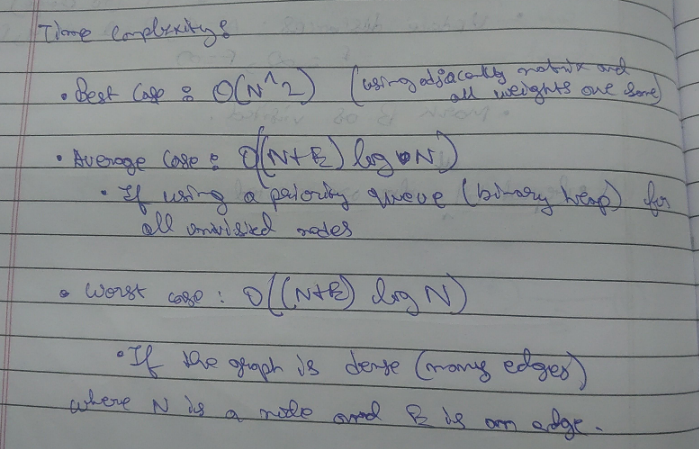 Time complexity:
• Best case : O(N^2) (using adjacency matrix and
all weights are same)
• Average case : O((N+E) log N)
• If using a priority queue (binary heap) for
all unvisited nodes
• Worst case : O((N+E) log N)
• If the graph is dense (many edges)
where N is a node and E is an edge.